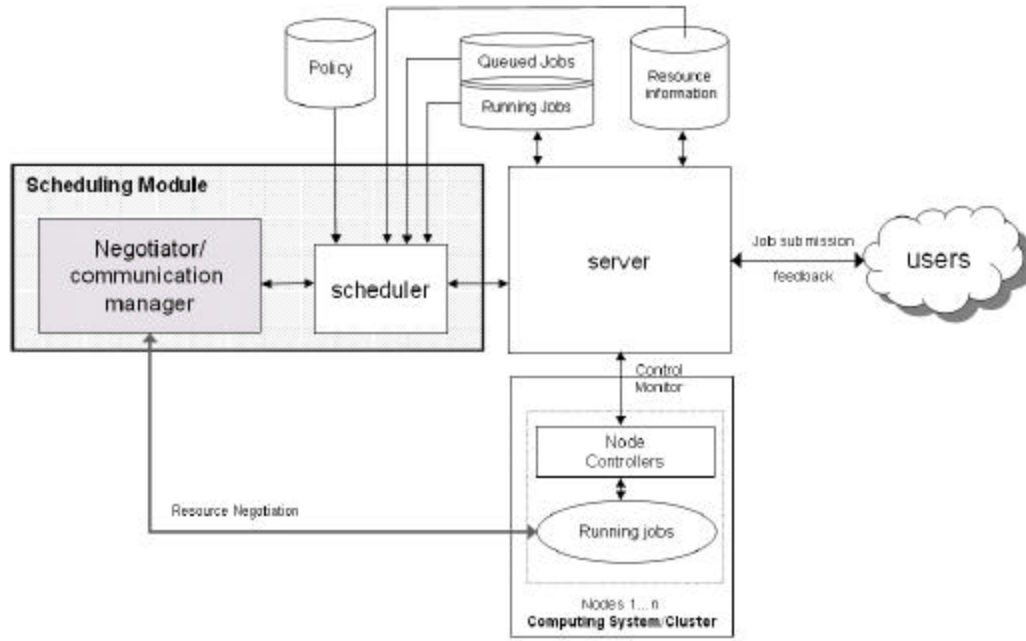 Policy
Queued Jobs
Running Jobs
Resource
information
Scheduling Module
Negotiator/
communication
manager
scheduler
server
Job submission
feedback
users
Control
Monitor
Node
Controllers
Resource Negotiation
Running jobs
Nodes 1... n
Computing System/Cluster